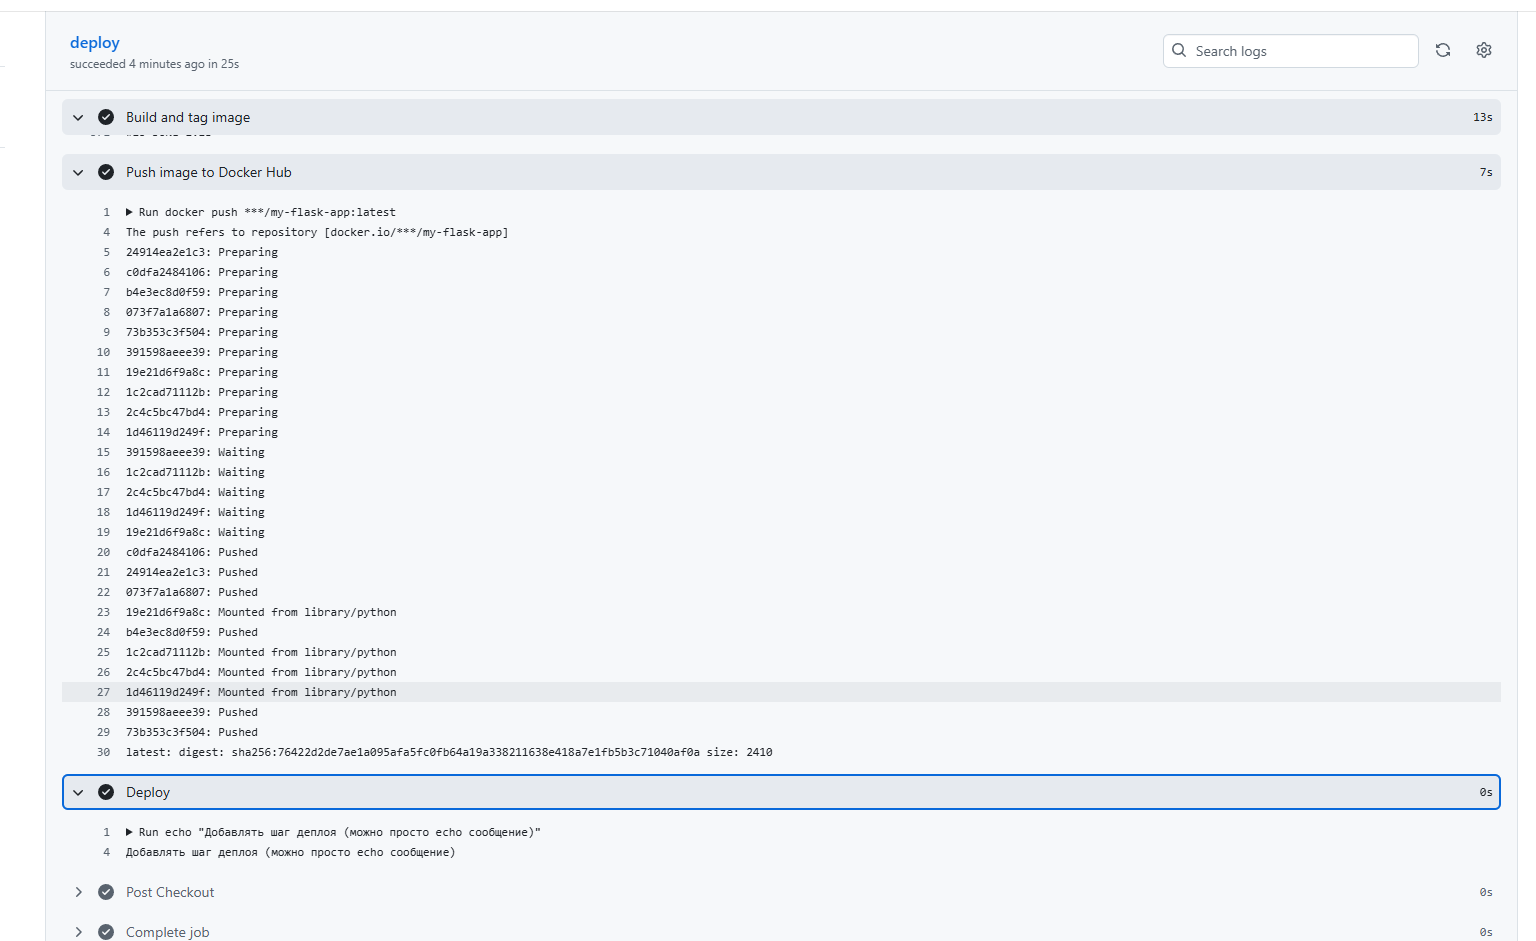 deploy
succeeded 4 minutes ago in 25s
Search logs
Build and tag image 13s
Push image to Docker Hub 7s
1 Run docker push ***/my-flask-app:latest
4 The push refers to repository [docker.io/***/my-flask-app]
5 24914ea2e1c3: Preparing
6 c0dfa2484106: Preparing
7 b4e3ec8d0f59: Preparing
8 073f7a1a6807: Preparing
9 73b353c3f504: Preparing
10 391598aeee39: Preparing
11 19e21d6f9a8c: Preparing
12 1c2cad71112b: Preparing
13 2c4c5bc47bd4: Preparing
14 1d46119d249f: Preparing
15 391598aeee39: Waiting
16 1c2cad71112b: Waiting
17 2c4c5bc47bd4: Waiting
18 1d46119d249f: Waiting
19 19e21d6f9a8c: Waiting
20 c0dfa2484106: Pushed
21 24914ea2e1c3: Pushed
22 073f7a1a6807: Pushed
23 19e21d6f9a8c: Mounted from library/python
24 b4e3ec8d0f59: Pushed
25 1c2cad71112b: Mounted from library/python
26 2c4c5bc47bd4: Mounted from library/python
27 1d46119d249f: Mounted from library/python
28 391598aeee39: Pushed
29 73b353c3f504: Pushed
30 latest: digest: sha256:76422d2de7ae1a095afa5fc0fb64a19a338211638e418a7e1fb5b3c71040af0a size: 2410
Deploy 0s
1 Run echo "Добавлять шаг деплоя (можно просто echo сообщение)"
4 Добавлять шаг деплоя (можно просто echo сообщение)
Post Checkout 0s
Complete job 0s